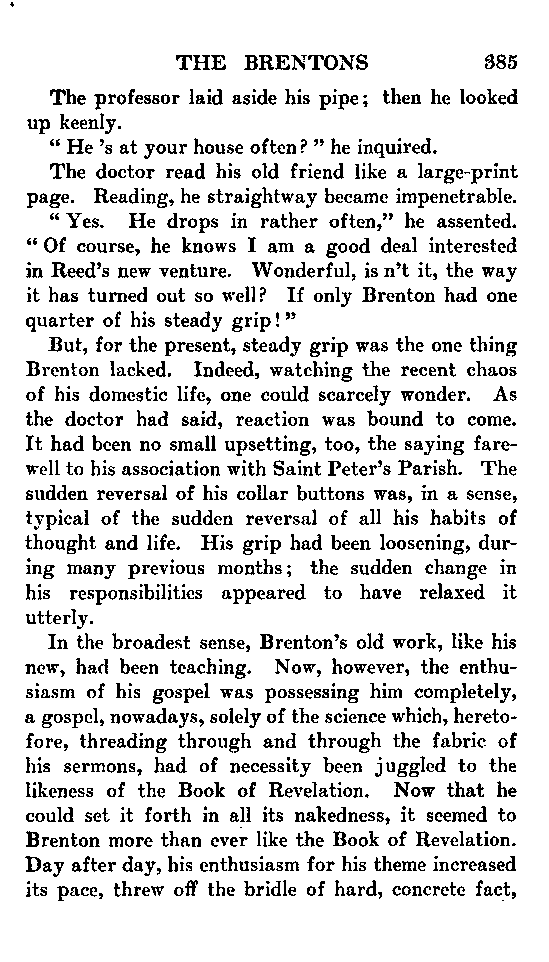 THE BRENTONS 385
The professor laid aside his pipe; then he looked
up keenly.
" He 's at your house often? " he inquired.
The doctor read his old friend like a large-print
page. Reading, he straightway became impenetrable.
" Yes. He drops in rather often," he assented.
" Of course, he knows I am a good deal interested
in Reed's new venture. Wonderful, is n't it, the way
it has turned out so well? If only Brenton had one
quarter of his steady grip! "
But, for the present, steady grip was the one thing
Brenton lacked. Indeed, watching the recent chaos
of his domestic life, one could scarcely wonder. As
the doctor had said, reaction was bound to come.
It had been no small upsetting, too, the saying fare-
well to his association with Saint Peter's Parish. The
sudden reversal of his collar buttons was, in a sense,
typical of the sudden reversal of all his habits of
thought and life. His grip had been loosening, dur-
ing many previous months; the sudden change in
his responsibilities appeared to have relaxed it
utterly.
In the broadest sense, Brenton's old work, like his
new, had been teaching. Now, however, the enthu-
siasm of his gospel was possessing him completely,
a gospel, nowadays, solely of the science which, hereto-
fore, threading through and through the fabric of
his sermons, had of necessity been juggled to the
likeness of the Book of Revelation. Now that he
could set it forth in all its nakedness, it seemed to
Brenton more than ever like the Book of Revelation.
Day after day, his enthusiasm for his theme increased
its pace, threw off the bridle of hard, concrete fact,